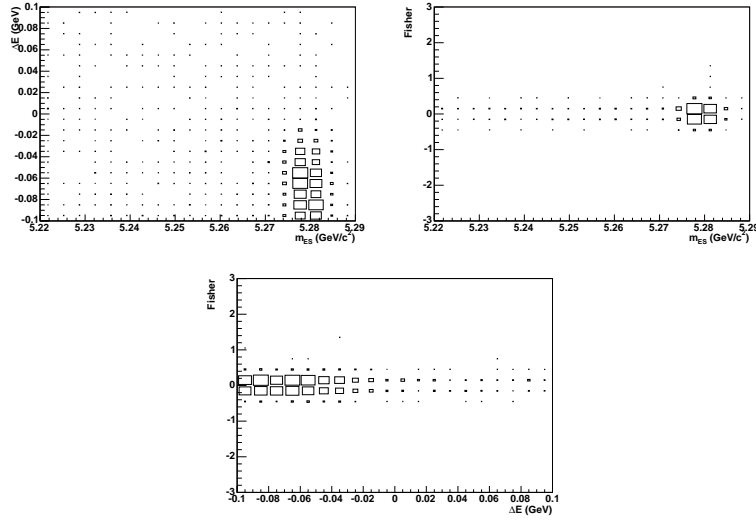 ΔE (GeV)
0.1
0.08
0.06
0.04
0.02
0
-0.02
-0.04
-0.06
-0.08
-0.1
5.22 5.23 5.24 5.25 5.26 5.27 5.28 5.29
m_ES (GeV/c²)
Fisher
3
2
1
0
-1
-2
-3
5.22 5.23 5.24 5.25 5.26 5.27 5.28 5.29
m_ES (GeV/c²)
Fisher
3
2
1
0
-1
-2
-3
-0.1 -0.08 -0.06 -0.04 -0.02 0 0.02 0.04 0.06 0.08 0.1
ΔE (GeV)